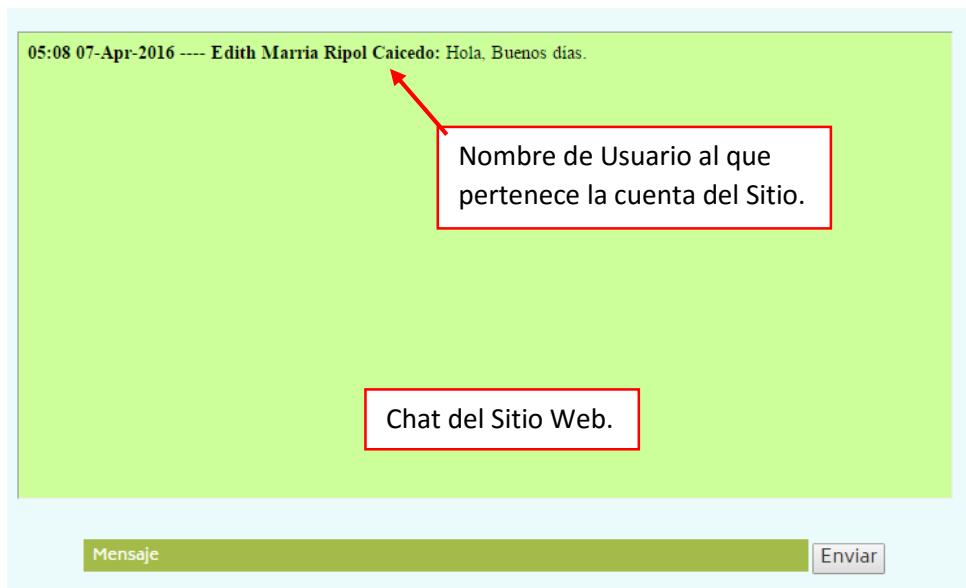 05:08 07-Apr-2016 ---- Edith Marria Ripol Caicedo: Hola, Buenos días.
Nombre de Usuario al que
pertenece la cuenta del Sitio.
Chat del Sitio Web.
Mensaje
Enviar